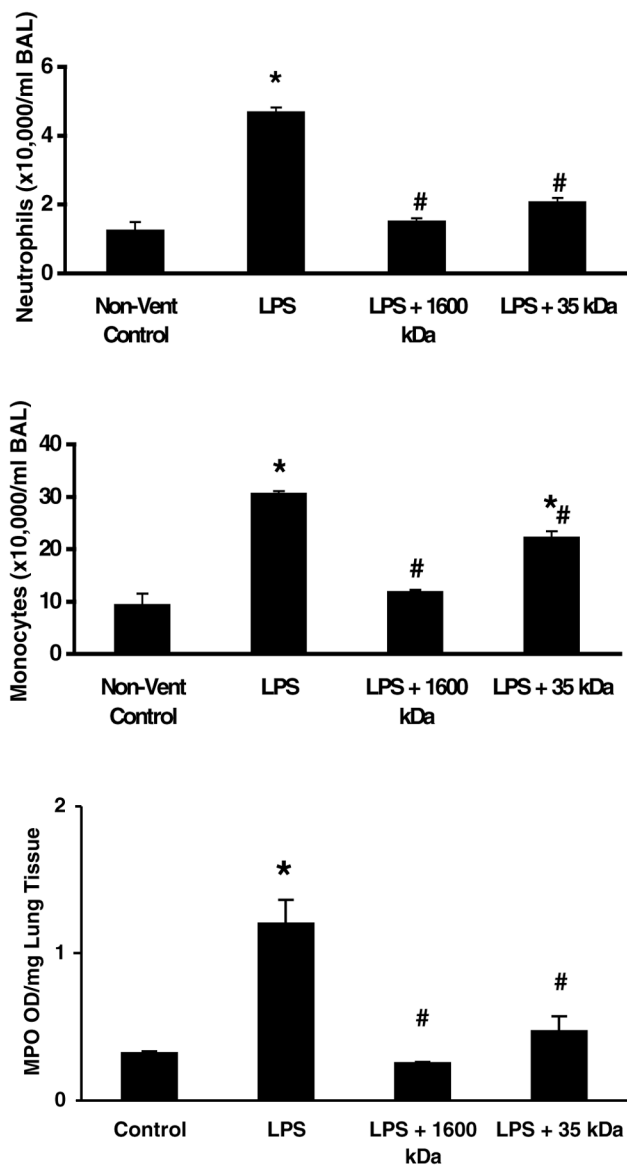 Neutrophils (x10,000/ml BAL)
6
4
2
0
*
#
#
Non-Vent
Control
LPS
LPS + 1600
kDa
LPS + 35 kDa
Monocytes (x10,000/ml BAL)
40
30
20
10
0
*
#
*#
Non-Vent
Control
LPS
LPS + 1600
kDa
LPS + 35 kDa
MPO OD/mg Lung Tissue
2
1
0
*
#
#
Control
LPS
LPS + 1600
kDa
LPS + 35 kDa